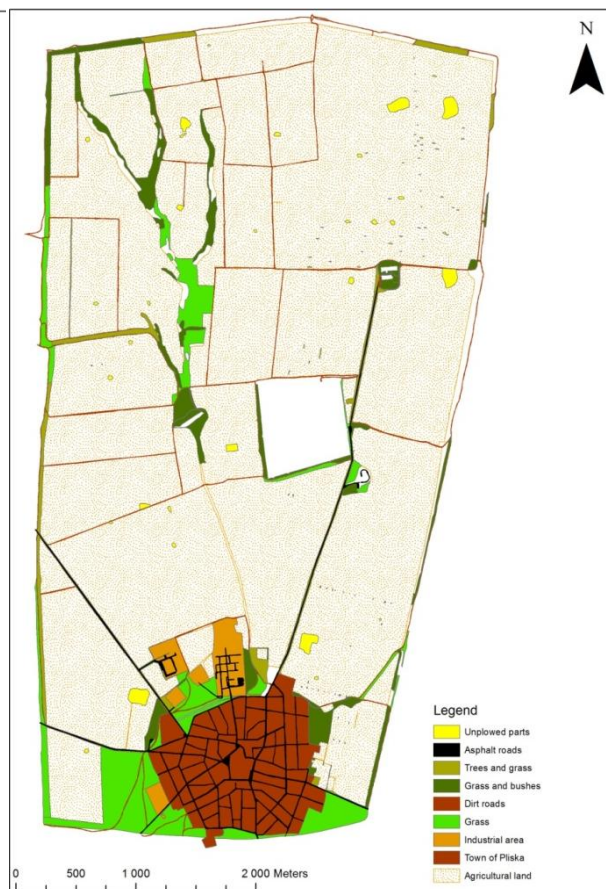 N
Legend
Unplowed parts
Asphalt roads
Trees and grass
Grass and bushes
Dirt roads
Grass
Industrial area
Town of Pliska
Agricultural land
0 500 1 000 2 000 Meters